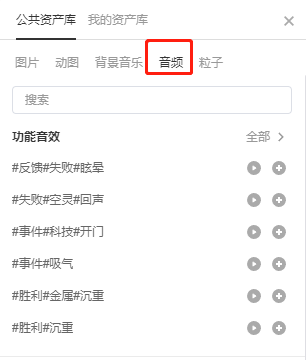 公共资产库 我的资产库
图片 动图 背景音乐 音频 粒子
搜索
功能音效 全部
#反馈#失败#眩晕
#失败#空灵#回声
#事件#科技#开门
#事件#吸气
#胜利#金属#沉重
#胜利#沉重